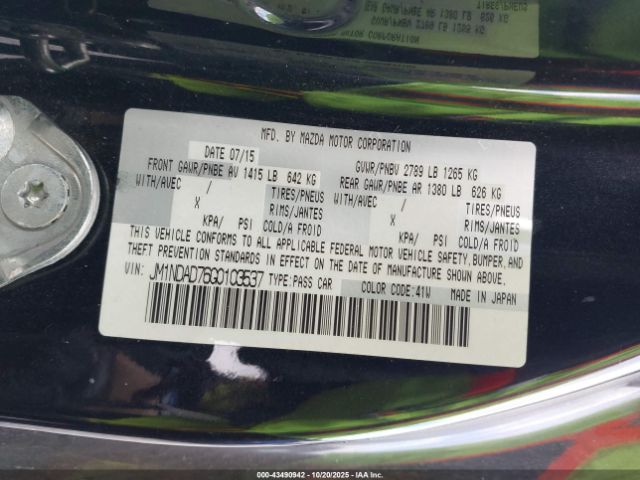 MFD. BY MAZDA MOTOR CORPORATION
DATE 07/15 GVWR/PNBV 2789 LB 1265 KG
FRONT GAWR/PNBE AV 1415 LB 642 KG REAR GAWR/PNBE AR 1380 LB 626 KG
WITH/AVEC / TIRES/PNEUS WITH/AVEC / TIRES/PNEUS
X RIMS/JANTES X RIMS/JANTES
KPA/ PSI COLD/A FROID KPA/ PSI COLD/A FROID
THIS VEHICLE CONFORMS TO ALL APPLICABLE FEDERAL MOTOR VEHICLE SAFETY, BUMPER, AND
THEFT PREVENTION STANDARDS IN EFFECT ON THE DATE OF MANUFACTURE SHOWN ABOVE.
VIN: JM1NDAD76G0103537 TYPE:PASS CAR COLOR CODE:41W MADE IN JAPAN
000-43490942 - 10/20/2025 - IAAI.COM